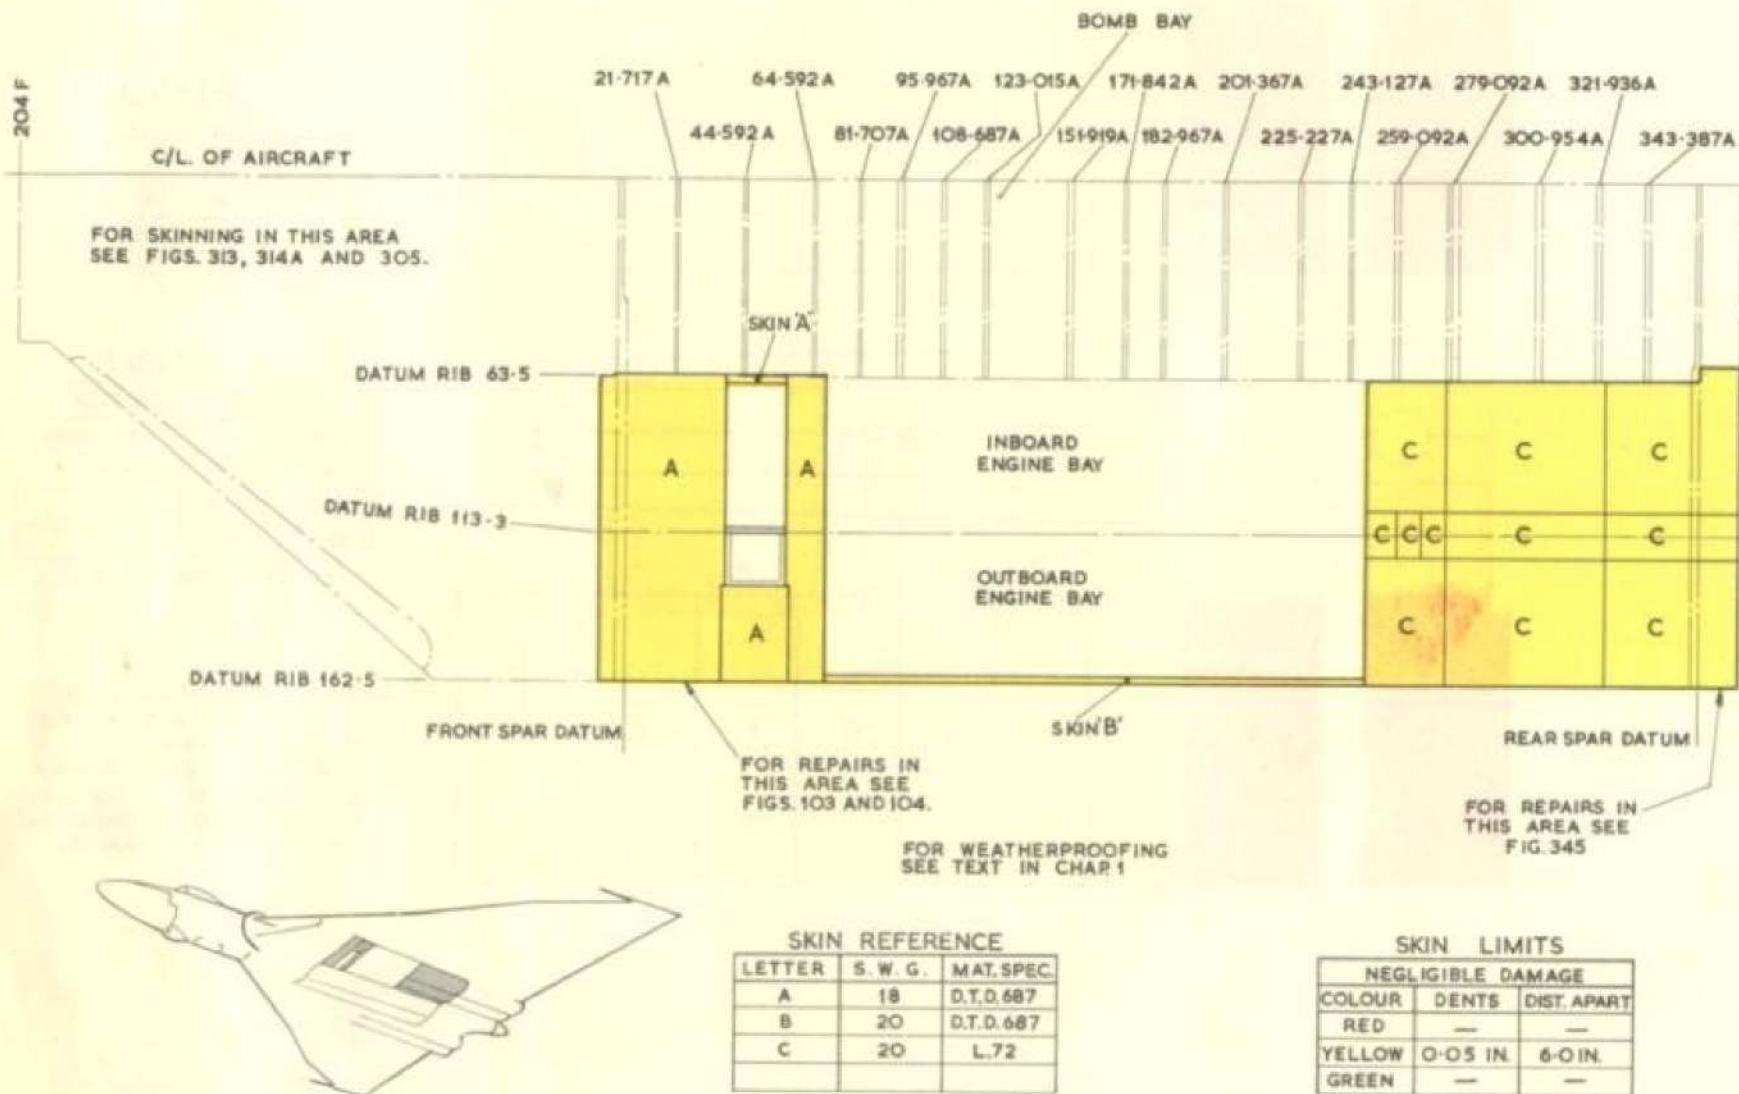 BOMB BAY
204 F
21·717A 64·592A 95·967A 123·015A 171·842A 201·367A 243·127A 279·092A 321·936A
44·592A 81·707A 108·687A 151·919A 182·967A 225·227A 259·092A 300·954A 343·387A
C/L. OF AIRCRAFT
FOR SKINNING IN THIS AREA
SEE FIGS. 313, 314A AND 305.
SKIN 'A'
DATUM RIB 63·5
INBOARD
ENGINE BAY
A A C C C
DATUM RIB 113·3
C C C C C
OUTBOARD
ENGINE BAY
A C C C
DATUM RIB 162·5
FRONT SPAR DATUM
SKIN 'B'
REAR SPAR DATUM
FOR REPAIRS IN
THIS AREA SEE
FIGS. 103 AND 104.
FOR REPAIRS IN
THIS AREA SEE
FIG. 345
FOR WEATHERPROOFING
SEE TEXT IN CHAP. 1
SKIN REFERENCE
LETTER S. W. G. MAT. SPEC.
A 18 D.T.D. 687
B 20 D.T.D. 687
C 20 L.72
SKIN LIMITS
NEGLIGIBLE DAMAGE
COLOUR DENTS DIST. APART
RED — —
YELLOW 0·05 IN. 6·0 IN.
GREEN — —